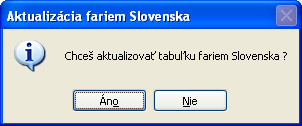 Aktualizácia fariem Slovenska
Chceš aktualizovať tabuľku fariem Slovenska ?
Áno
Nie